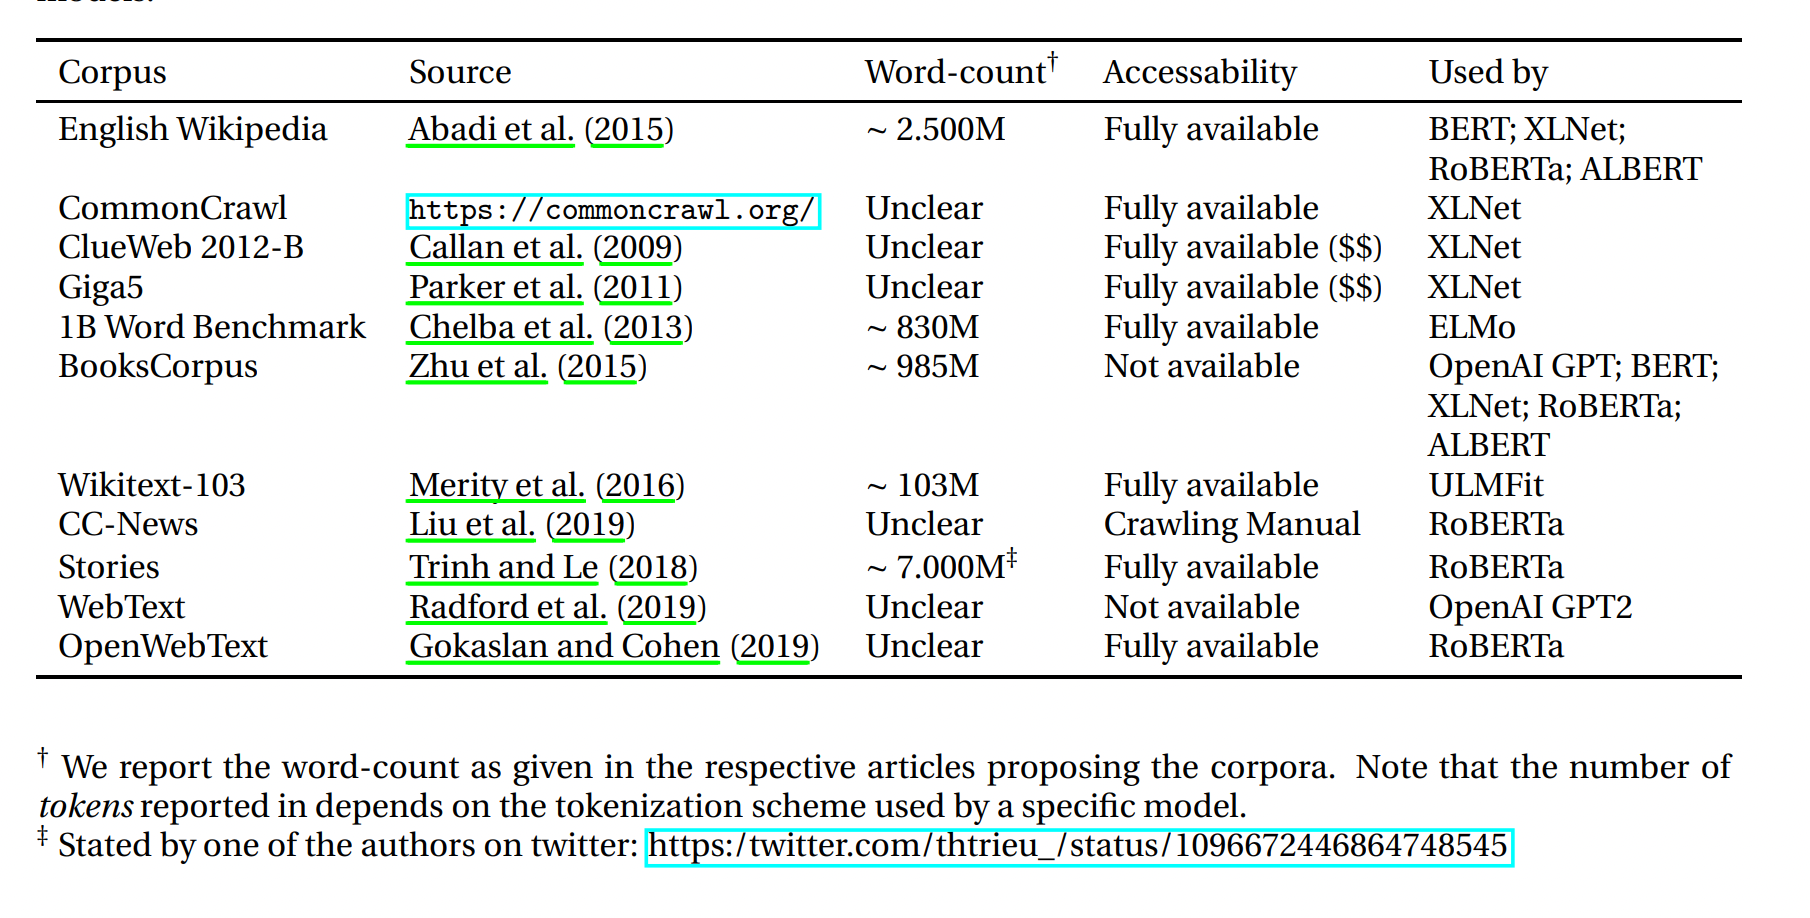 models.
Corpus Source Word-count† Accessability Used by
English Wikipedia Abadi et al. (2015) ~ 2.500M Fully available BERT; XLNet;
RoBERTa; ALBERT
CommonCrawl https://commoncrawl.org/ Unclear Fully available XLNet
ClueWeb 2012-B Callan et al. (2009) Unclear Fully available ($$) XLNet
Giga5 Parker et al. (2011) Unclear Fully available ($$) XLNet
1B Word Benchmark Chelba et al. (2013) ~ 830M Fully available ELMo
BooksCorpus Zhu et al. (2015) ~ 985M Not available OpenAI GPT; BERT;
XLNet; RoBERTa;
ALBERT
Wikitext-103 Merity et al. (2016) ~ 103M Fully available ULMFit
CC-News Liu et al. (2019) Unclear Crawling Manual RoBERTa
Stories Trinh and Le (2018) ~ 7.000M‡ Fully available RoBERTa
WebText Radford et al. (2019) Unclear Not available OpenAI GPT2
OpenWebText Gokaslan and Cohen (2019) Unclear Fully available RoBERTa
† We report the word-count as given in the respective articles proposing the corpora. Note that the number of
tokens reported in depends on the tokenization scheme used by a specific model.
‡ Stated by one of the authors on twitter: https:/twitter.com/thtrieu_/status/1096672446864748545